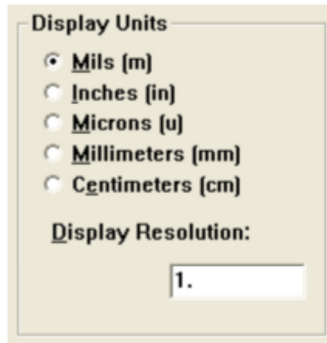 Display Units
Mils (m)
Inches (in)
Microns (u)
Millimeters (mm)
Centimeters (cm)
Display Resolution:
1.